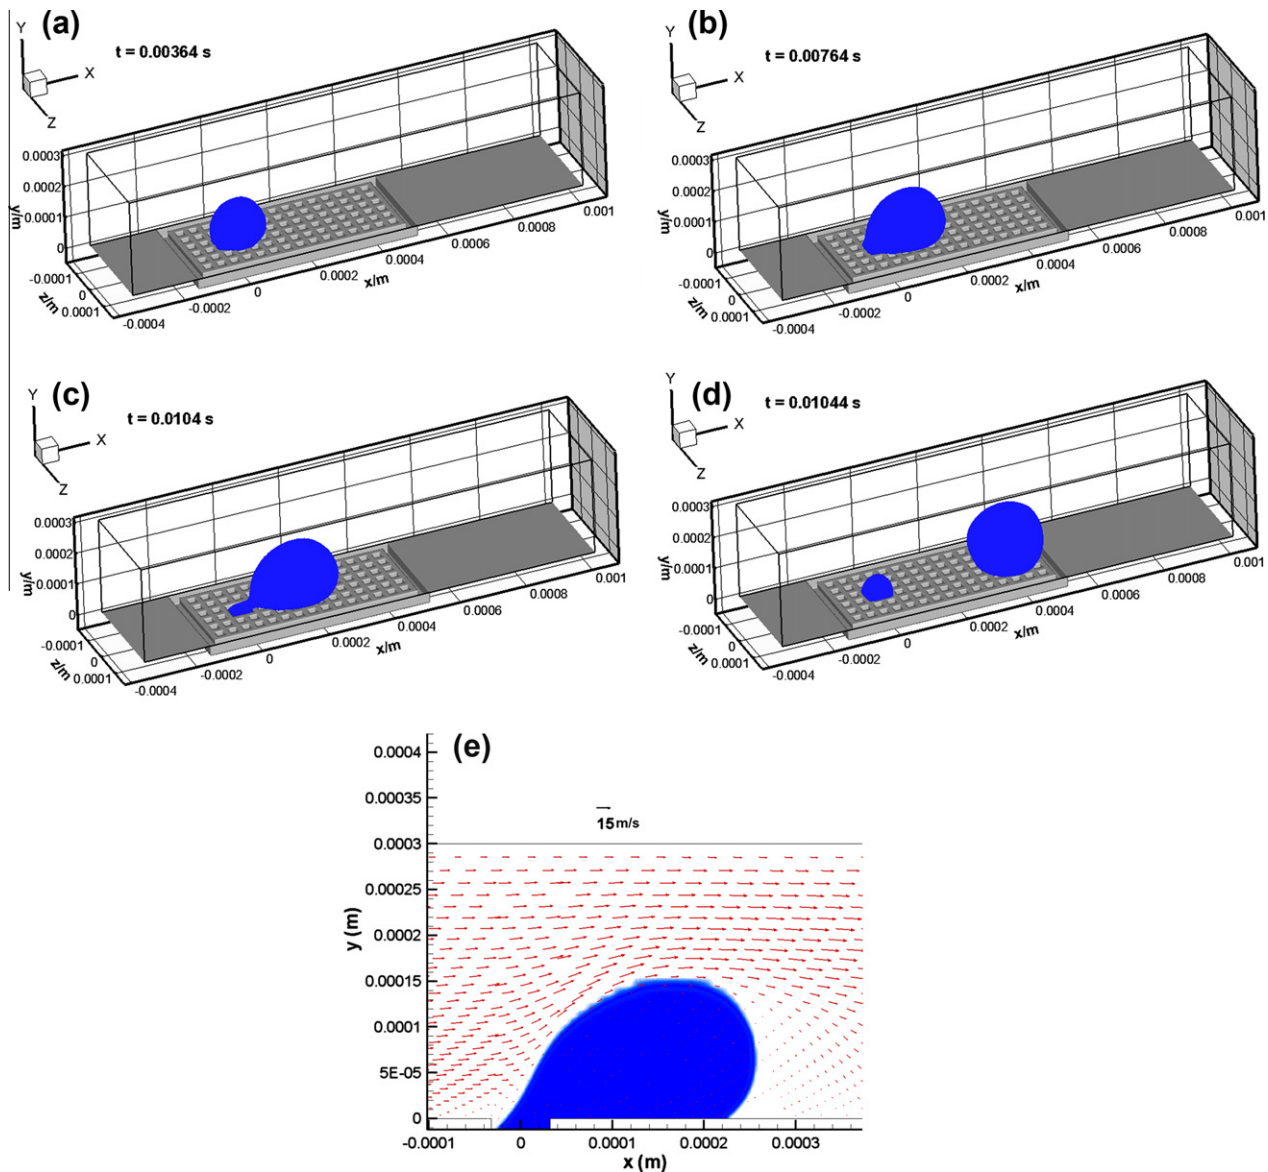 (a)
t = 0.00364 s
Y
X
Z
0.0003
0.0002
0.0001
0
y/m
-0.0001
0
0.0001
z/m
-0.0004
-0.0002
0
0.0002
0.0004
0.0006
0.0008
0.001
x/m
(b)
t = 0.00764 s
Y
X
Z
0.0003
0.0002
0.0001
0
y/m
-0.0001
0
0.0001
z/m
-0.0004
-0.0002
0
0.0002
0.0004
0.0006
0.0008
0.001
x/m
(c)
t = 0.0104 s
Y
X
Z
0.0003
0.0002
0.0001
0
y/m
-0.0001
0
0.0001
z/m
-0.0004
-0.0002
0
0.0002
0.0004
0.0006
0.0008
0.001
x/m
(d)
t = 0.01044 s
Y
X
Z
0.0003
0.0002
0.0001
0
y/m
-0.0001
0
0.0001
z/m
-0.0004
-0.0002
0
0.0002
0.0004
0.0006
0.0008
0.001
x/m
(e)
15 m/s
0.0004
0.00035
0.0003
0.00025
0.0002
0.00015
0.0001
5E-05
0
y (m)
-0.0001
0
0.0001
0.0002
0.0003
x (m)